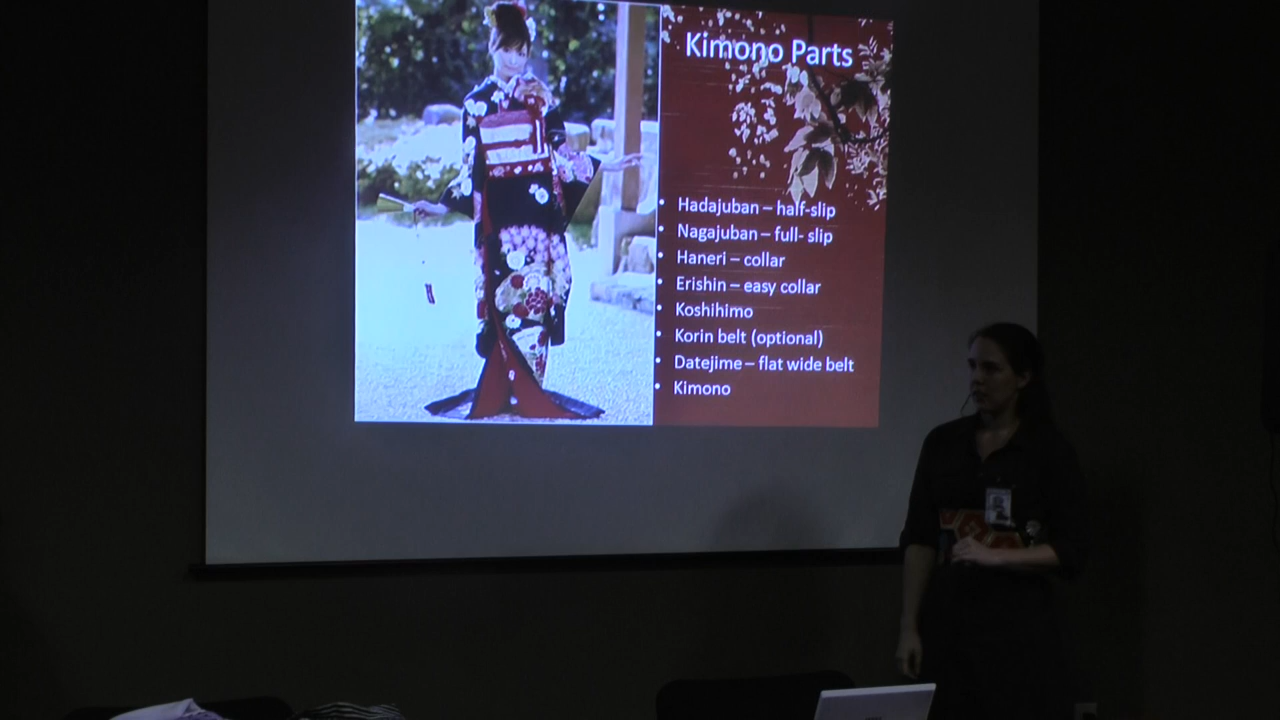 Kimono Parts
• Hadajuban – half-slip
• Nagajuban – full- slip
• Haneri – collar
• Erishin – easy collar
• Koshihimo
• Korin belt (optional)
• Datejime – flat wide belt
• Kimono